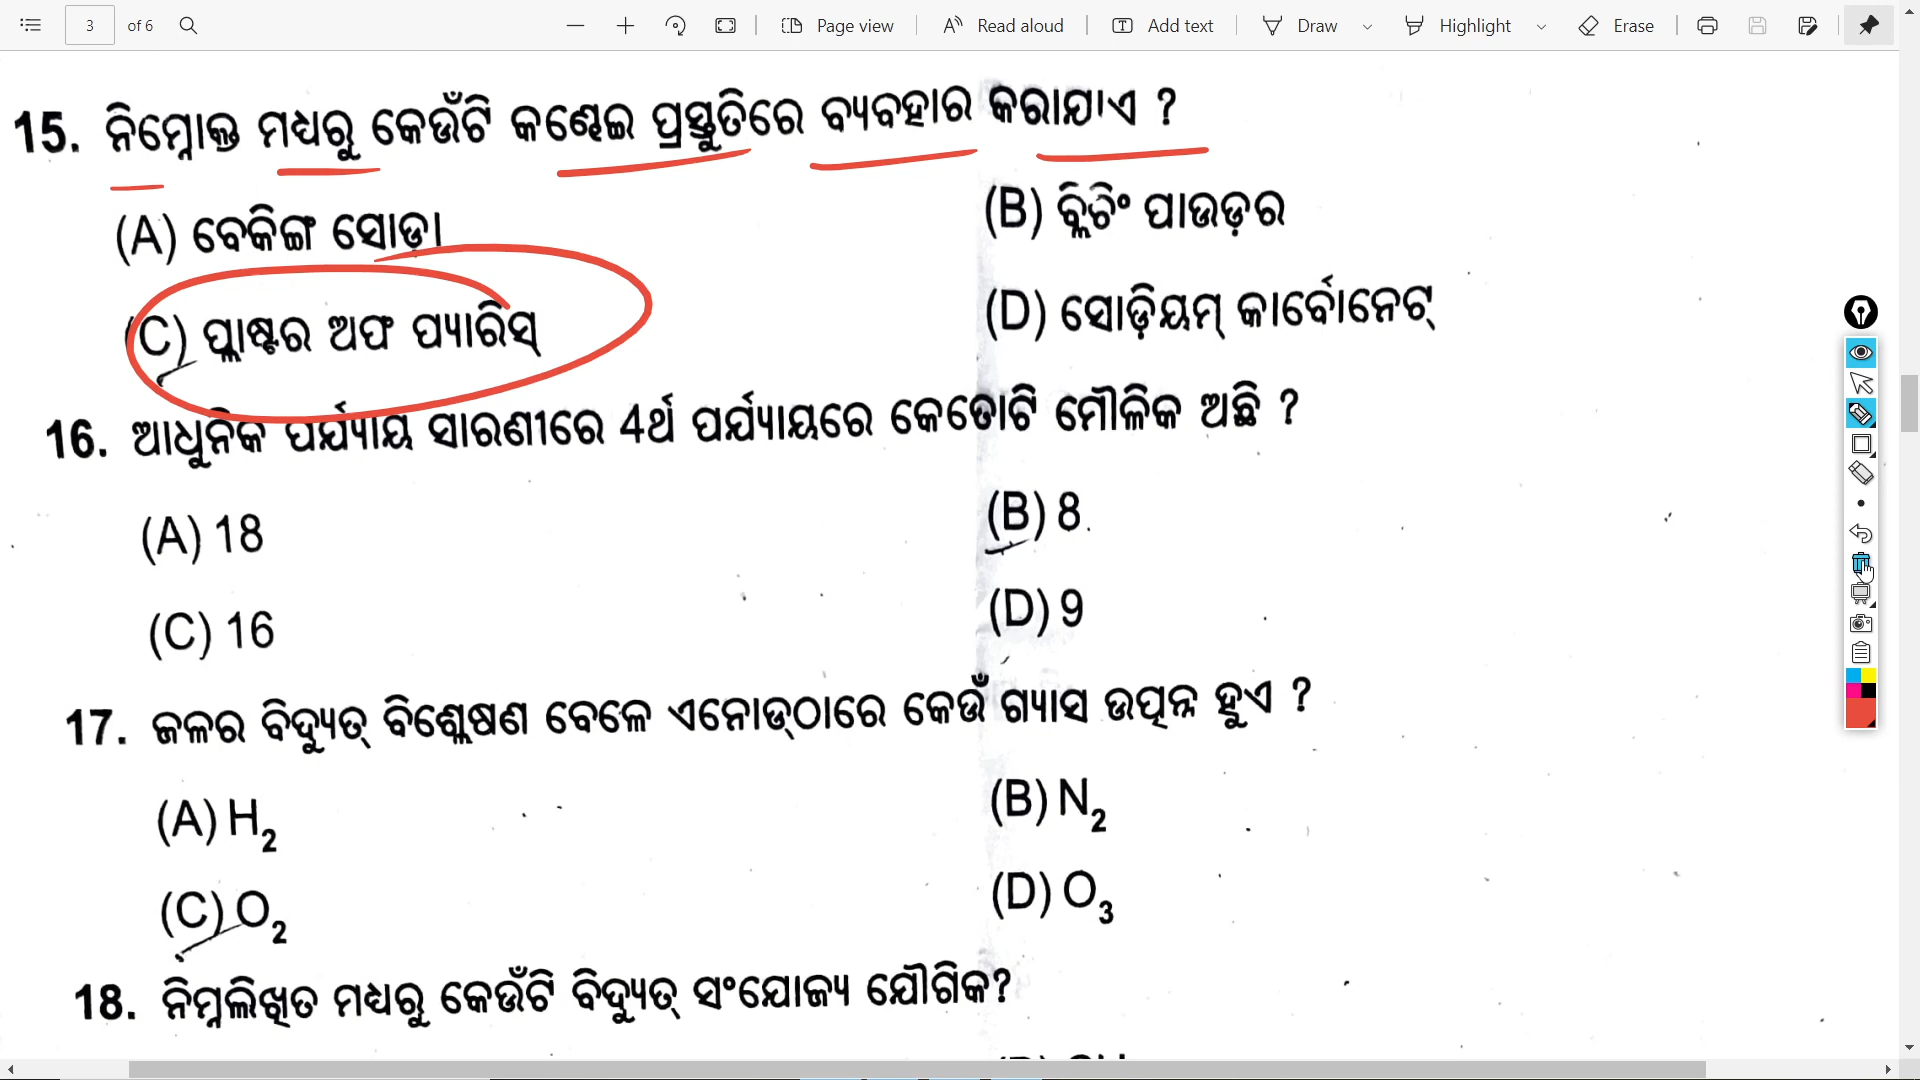 3 of 6 Page view Read aloud Add text Draw Highlight Erase
15. ନିମ୍ନୋକ୍ତ ମଧ୍ୟରୁ କେଉଁଟି କଣ୍ଢେଇ ପ୍ରସ୍ତୁତିରେ ବ୍ୟବହାର କରାଯାଏ ?
(A) ବେକିଙ୍ଗ ସୋଡ଼ା (B) ବ୍ଲିଚିଂ ପାଉଡ଼ର
(C) ପ୍ଲାଷ୍ଟର ଅଫ ପ୍ୟାରିସ୍ (D) ସୋଡ଼ିୟମ୍ କାର୍ବୋନେଟ୍
16. ଆଧୁନିକ ପର୍ଯ୍ୟାୟ ସାରଣୀରେ 4ର୍ଥ ପର୍ଯ୍ୟାୟରେ କେତୋଟି ମୌଳିକ ଅଛି ?
(A) 18 (B) 8
(C) 16 (D) 9
17. ଜଳର ବିଦ୍ୟୁତ୍ ବିଶ୍ଳେଷଣ ବେଳେ ଏନୋଡ୍‌ଠାରେ କେଉଁ ଗ୍ୟାସ ଉତ୍ପନ୍ନ ହୁଏ ?
(A) H₂ (B) N₂
(C) O₂ (D) O₃
18. ନିମ୍ନଲିଖିତ ମଧ୍ୟରୁ କେଉଁଟି ବିଦ୍ୟୁତ୍ ସଂଯୋଜ୍ୟ ଯୌଗିକ?